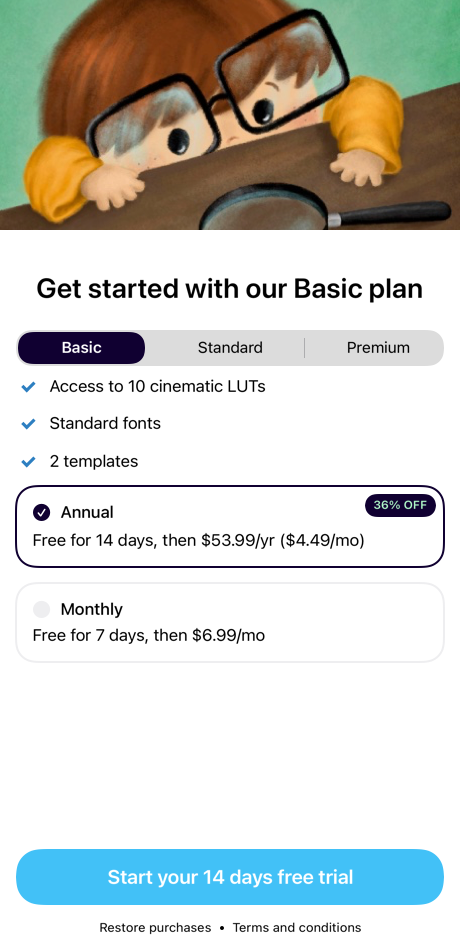 Get started with our Basic plan
Basic Standard Premium
Access to 10 cinematic LUTs
Standard fonts
2 templates
36% OFF
Annual
Free for 14 days, then $53.99/yr ($4.49/mo)
Monthly
Free for 7 days, then $6.99/mo
Start your 14 days free trial
Restore purchases • Terms and conditions